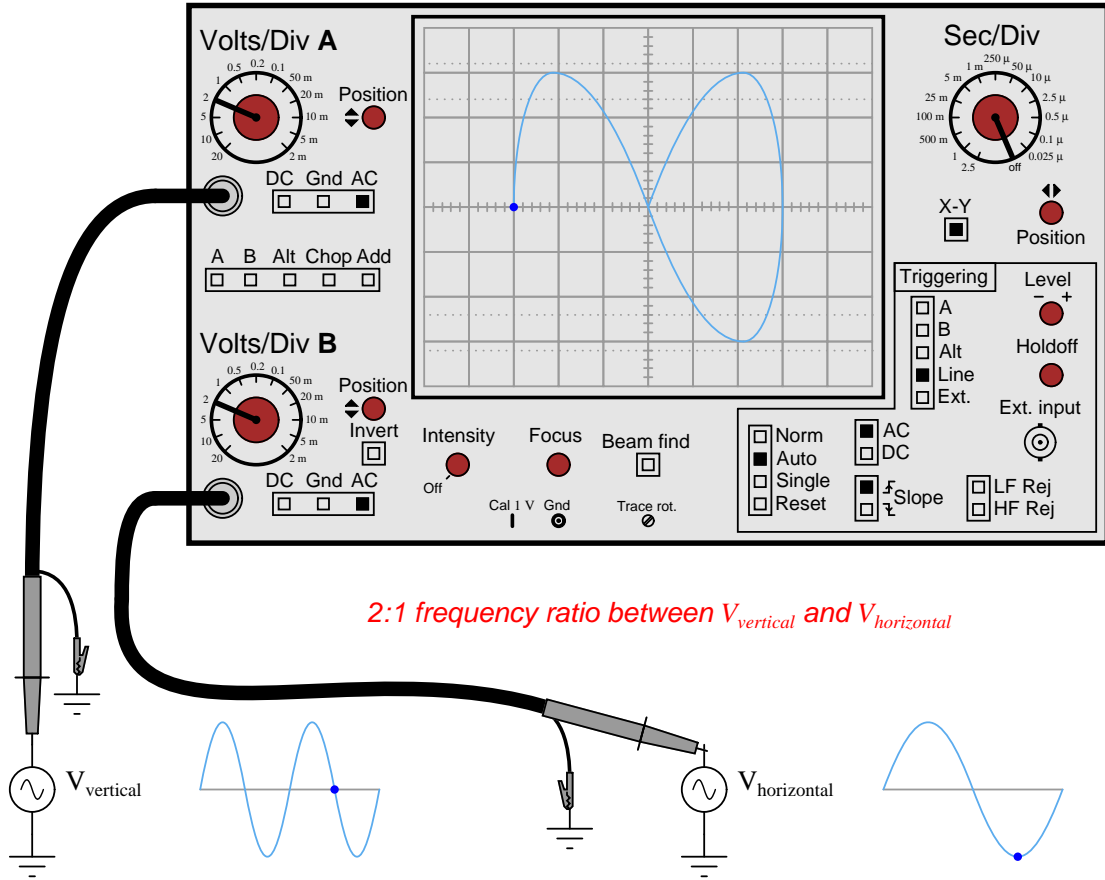 Volts/Div A
0.5 0.2 0.1
1 50 m
2 20 m
5 10 m
10 5 m
20 2 m
Position
DC Gnd AC
A B Alt Chop Add
Volts/Div B
0.5 0.2 0.1
1 50 m
2 20 m
5 10 m
10 5 m
20 2 m
Position
Invert
DC Gnd AC
Intensity
Off
Focus
Beam find
Cal 1 V Gnd Trace rot.
Sec/Div
250 µ
1 m 50 µ
5 m 10 µ
25 m 2.5 µ
100 m 0.5 µ
500 m 0.1 µ
1 0.025 µ
2.5 off
X-Y
Position
Triggering
A
B
Alt
Line
Ext.
Level
− +
Holdoff
Ext. input
Norm
Auto
Single
Reset
AC
DC
Slope
LF Rej
HF Rej
2:1 frequency ratio between Vvertical and Vhorizontal
Vvertical
Vhorizontal